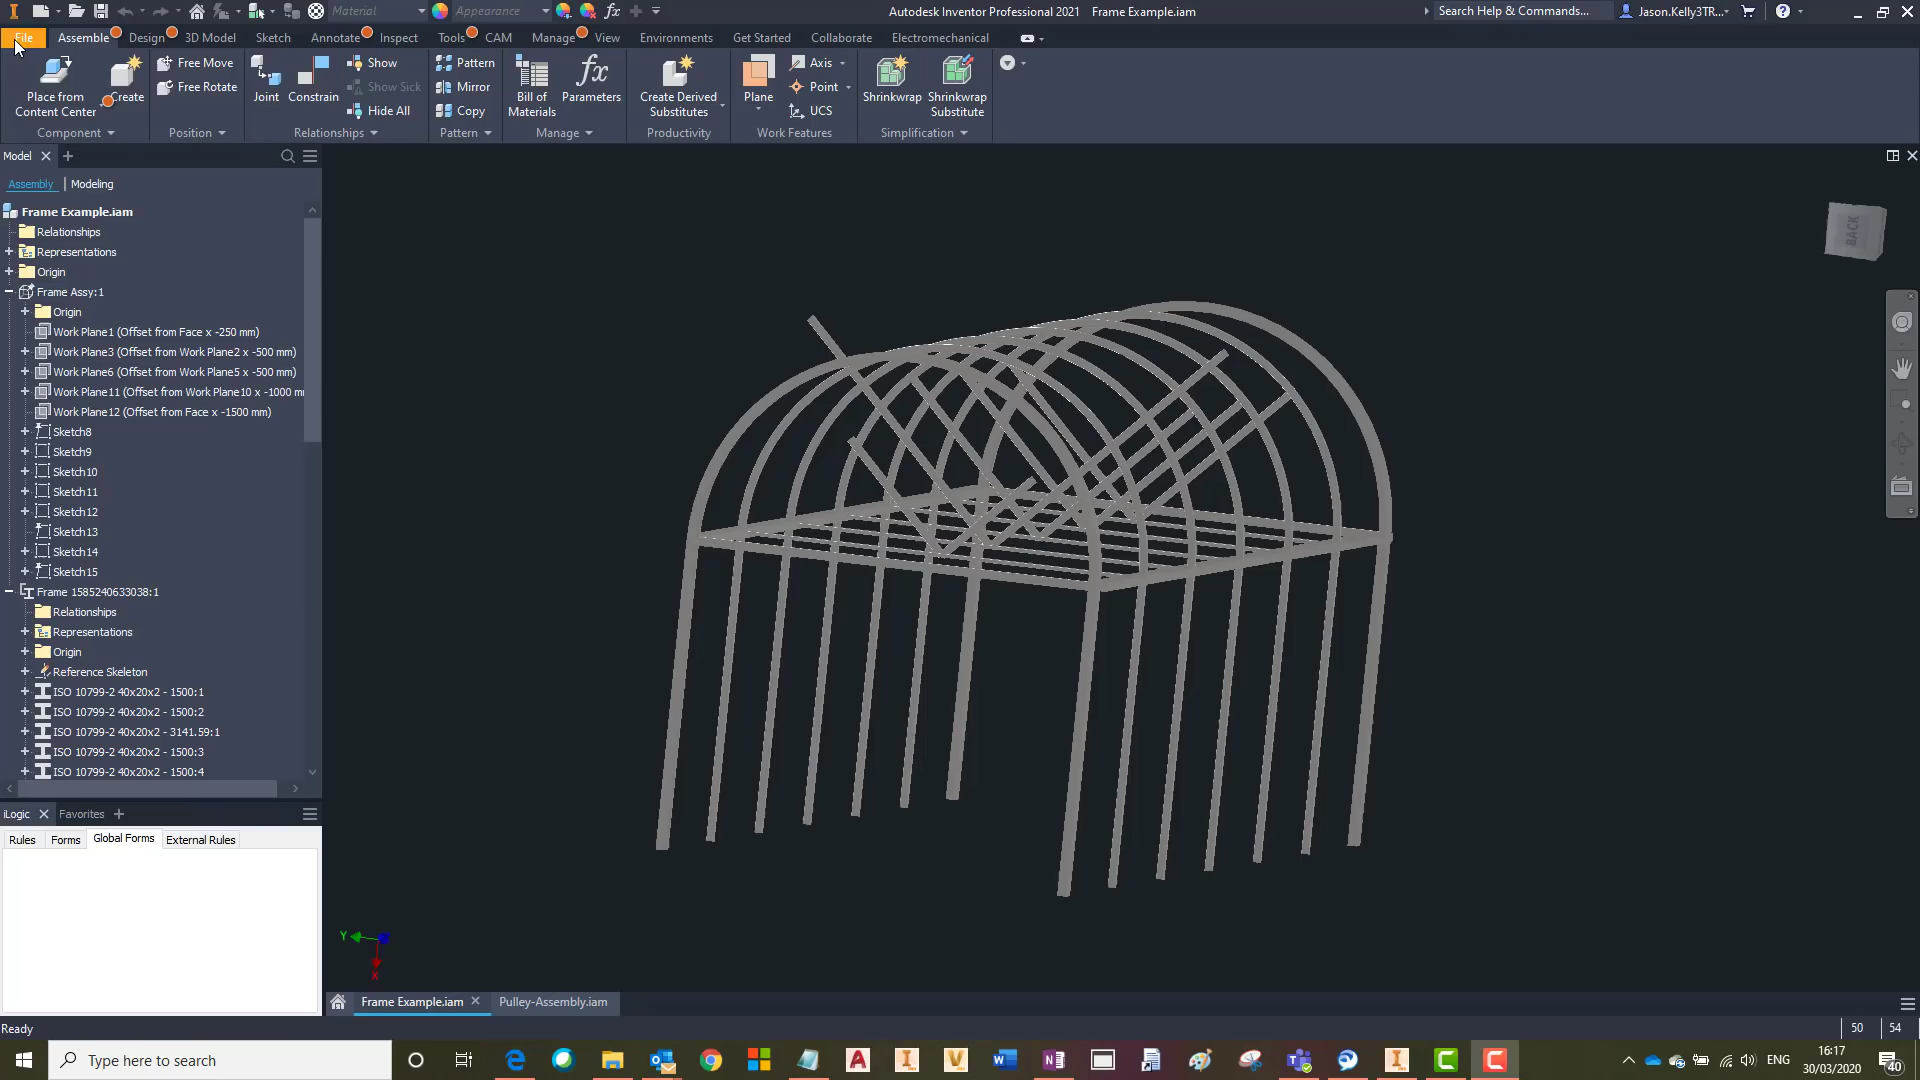 Material
Appearance
Autodesk Inventor Professional 2021 Frame Example.iam
Search Help & Commands...
Jason.Kelly3TR...
File
Assemble
Design
3D Model
Sketch
Annotate
Inspect
Tools
CAM
Manage
View
Environments
Get Started
Collaborate
Electromechanical
Place from
Content Center
Create
Free Move
Free Rotate
Joint
Constrain
Show
Show Sick
Hide All
Pattern
Mirror
Copy
Bill of
Materials
Parameters
Create Derived
Substitutes
Plane
Axis
Point
UCS
Shrinkwrap
Shrinkwrap
Substitute
Component
Position
Relationships
Pattern
Manage
Productivity
Work Features
Simplification
Model
Assembly
Modeling
Frame Example.iam
Relationships
Representations
Origin
Frame Assy:1
Origin
Work Plane1 (Offset from Face x -250 mm)
Work Plane3 (Offset from Work Plane2 x -500 mm)
Work Plane6 (Offset from Work Plane5 x -500 mm)
Work Plane11 (Offset from Work Plane10 x -1000 m
Work Plane12 (Offset from Face x -1500 mm)
Sketch8
Sketch9
Sketch10
Sketch11
Sketch12
Sketch13
Sketch14
Sketch15
Frame 1585240633038:1
Relationships
Representations
Origin
Reference Skeleton
ISO 10799-2 40x20x2 - 1500:1
ISO 10799-2 40x20x2 - 1500:2
ISO 10799-2 40x20x2 - 3141.59:1
ISO 10799-2 40x20x2 - 1500:3
ISO 10799-2 40x20x2 - 1500:4
iLogic
Favorites
Rules
Forms
Global Forms
External Rules
BACK
Y
X
Frame Example.iam
Pulley-Assembly.iam
Ready
50
54
Type here to search
ENG
16:17
30/03/2020
40